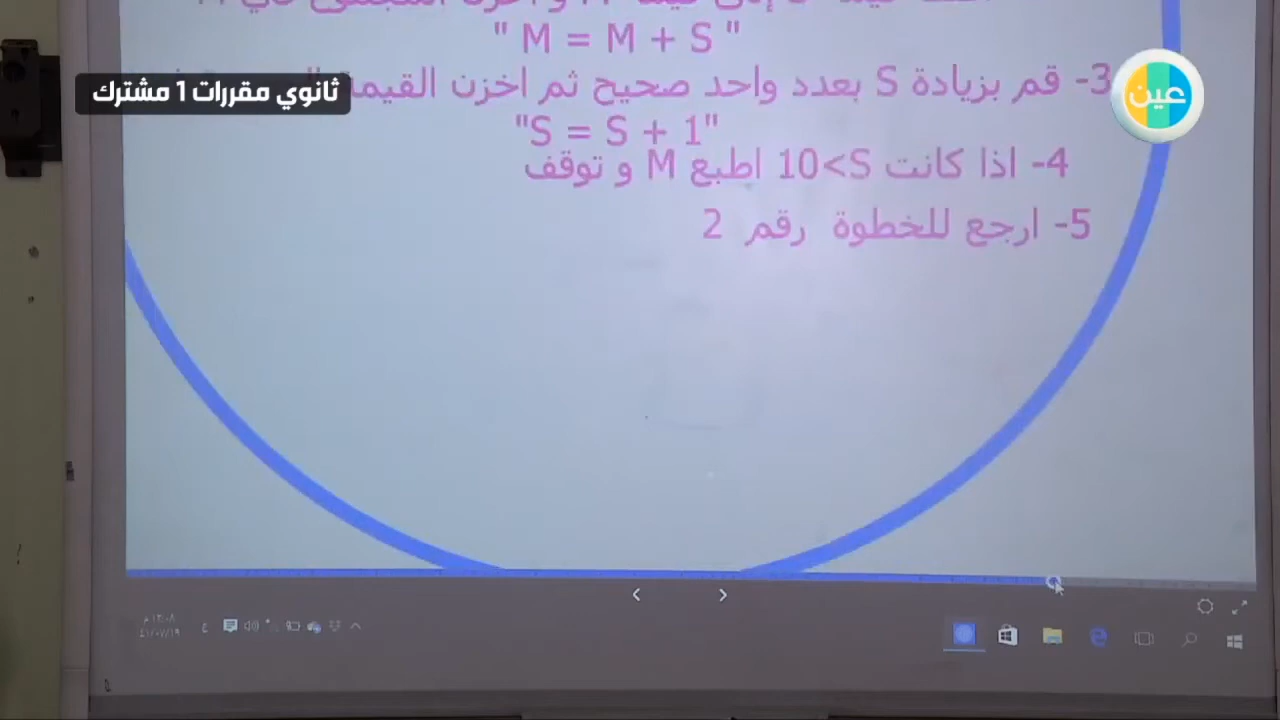 " M = M + S "
3- قم بزيادة S بعدد واحد صحيح ثم اخزن القيمة
"S = S + 1"
4- اذا كانت S>10 اطبع M و توقف
5- ارجع للخطوة رقم 2
ثانوي مقررات 1 مشترك
عين